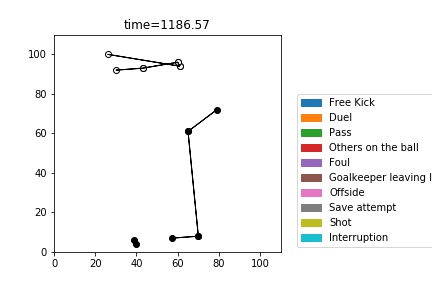 time=1186.57
100
80
60
40
20
0
0 20 40 60 80 100
Free Kick
Duel
Pass
Others on the ball
Foul
Goalkeeper leaving l
Offside
Save attempt
Shot
Interruption